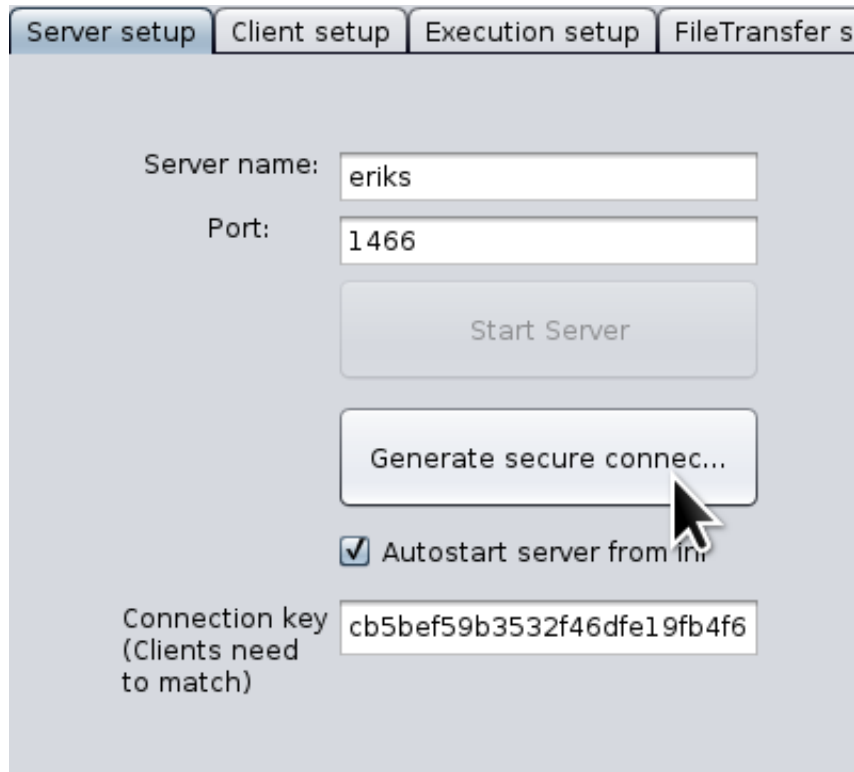 Server setup Client setup Execution setup FileTransfer s
Server name: eriks
Port: 1466
Start Server
Generate secure connec...
Autostart server from ini
Connection key cb5bef59b3532f46dfe19fb4f6
(Clients need
to match)